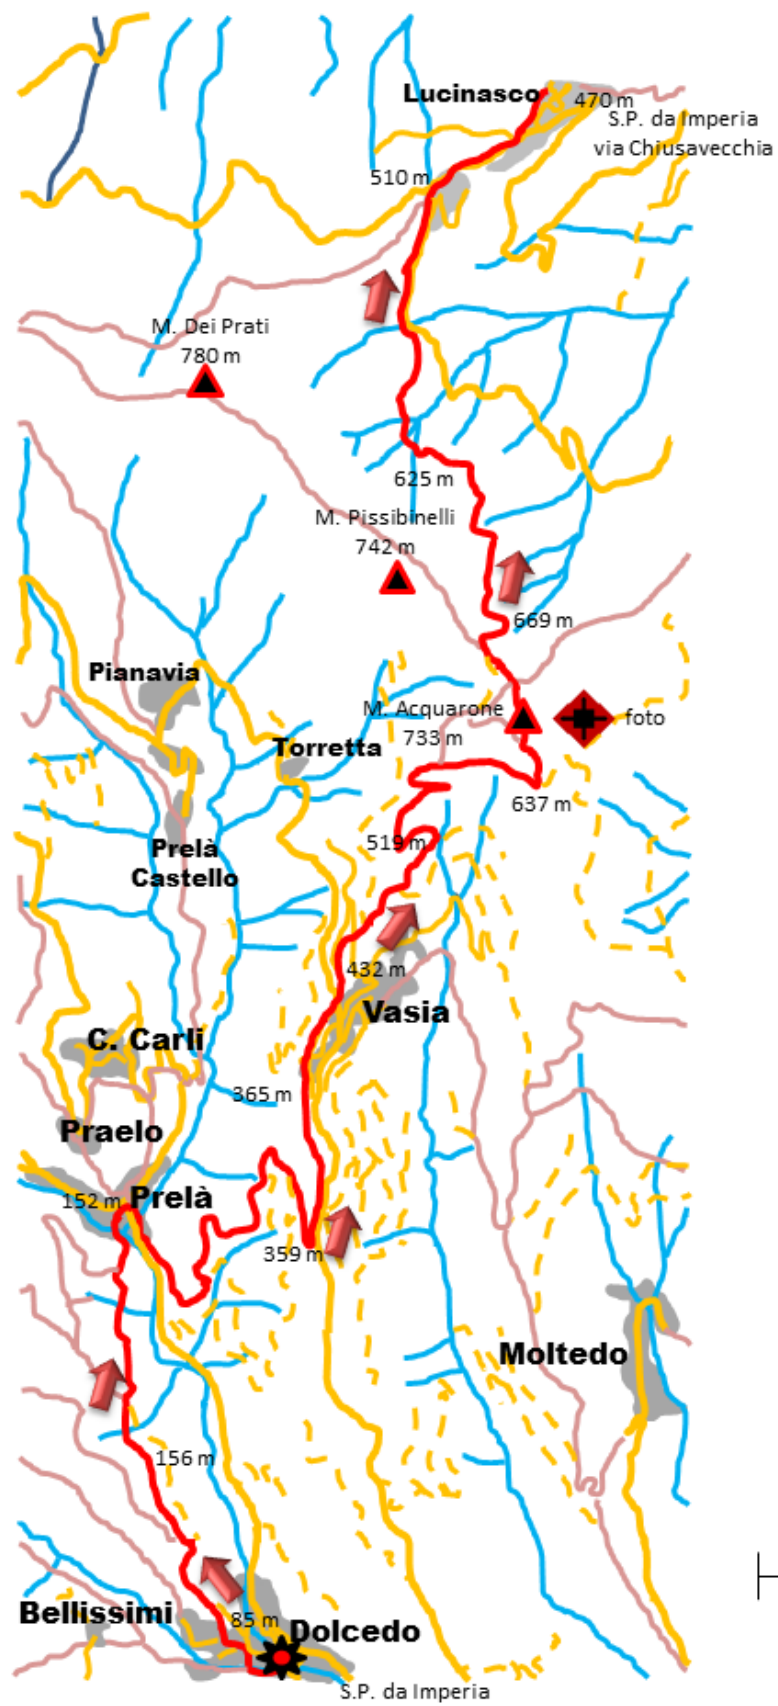 Lucinasco
470 m
S.P. da Imperia
via Chiusavecchia
510 m
M. Dei Prati
780 m
625 m
M. Pissibinelli
742 m
669 m
Pianavia
M. Acquarone
733 m
foto
Torretta
637 m
519 m
Prelà
Castello
432 m
Vasia
C. Carli
365 m
Praelo
152 m
Prelà
359 m
Moltedo
156 m
Bellissimi
85 m
Dolcedo
S.P. da Imperia